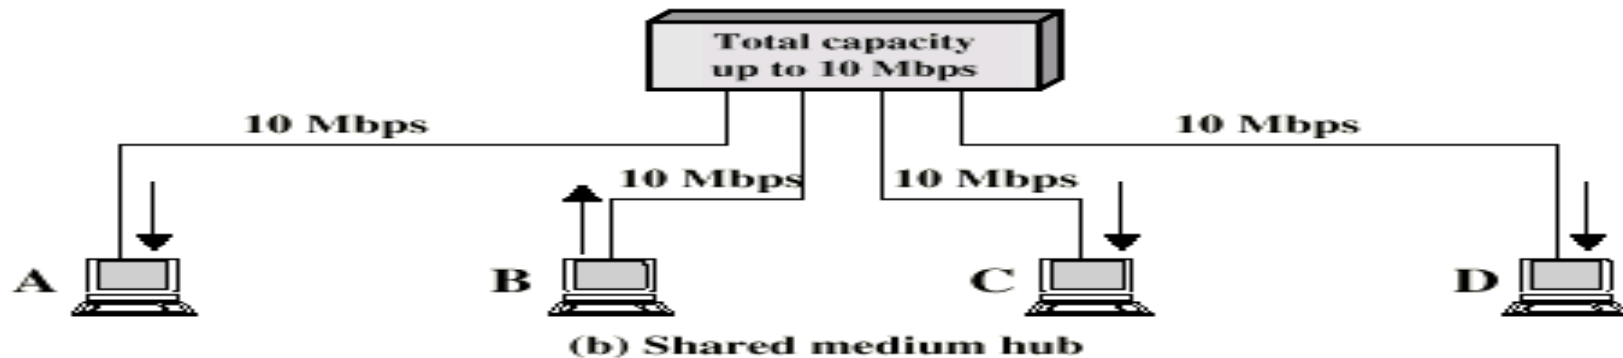 Total capacity
up to 10 Mbps
10 Mbps
10 Mbps
10 Mbps
10 Mbps
A
B
C
D
(b) Shared medium hub